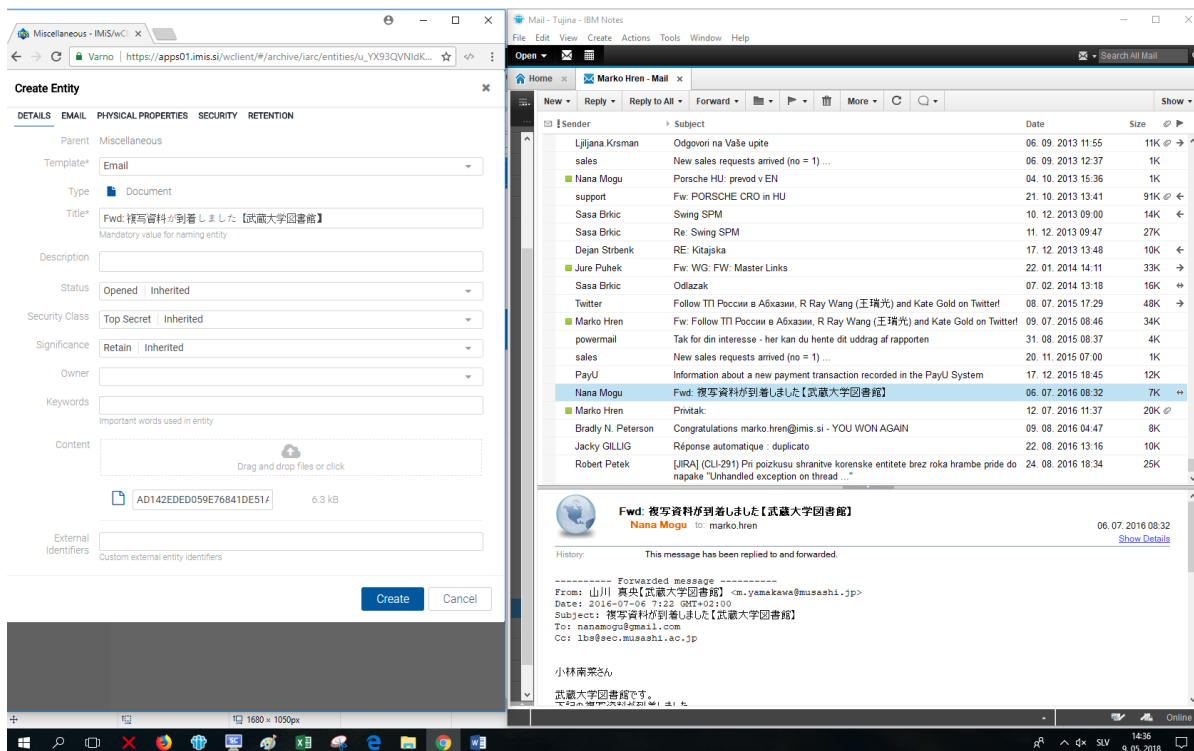 Miscellaneous - IMiS/wCl
Varno | https://apps01.imis.si/wclient/#/archive/iarc/entities/u_YX93QVNIdK...
Create Entity
DETAILS EMAIL PHYSICAL PROPERTIES SECURITY RETENTION
Parent Miscellaneous
Template* Email
Type Document
Title* Fwd: 複写資料が到着しました【武蔵大学図書館】
Mandatory value for naming entity
Description
Status Opened | Inherited
Security Class Top Secret | Inherited
Significance Retain | Inherited
Owner
Keywords
Important words used in entity
Content
Drag and drop files or click
AD142EDED059E76841DE51/ 6.3 kB
External
Identifiers
Custom external entity identifiers
Create Cancel
1680 × 1050px
Mail - Tujina - IBM Notes
File Edit View Create Actions Tools Window Help
Open Search All Mail
Home Marko Hren - Mail
New Reply Reply to All Forward More Show
! Sender Subject Date Size
Ljiljana.Krsman Odgovori na Vaše upite 06. 09. 2013 11:55 11K
sales New sales requests arrived (no = 1) ... 06. 09. 2013 12:37 1K
Nana Mogu Porsche HU: prevod v EN 04. 10. 2013 15:36 1K
support Fw: PORSCHE CRO in HU 21. 10. 2013 13:41 91K
Sasa Brkic Swing SPM 10. 12. 2013 09:00 14K
Sasa Brkic Re: Swing SPM 11. 12. 2013 09:47 27K
Dejan Strbenk RE: Kitajska 17. 12. 2013 13:48 10K
Jure Puhek Fw: WG: FW: Master Links 22. 01. 2014 14:11 33K
Sasa Brkic Odlazak 07. 02. 2014 13:18 16K
Twitter Follow ТП России в Абхазии, R Ray Wang (王瑞光) and Kate Gold on Twitter! 08. 07. 2015 17:29 48K
Marko Hren Fw: Follow ТП России в Абхазии, R Ray Wang (王瑞光) and Kate Gold on Twitter! 09. 07. 2015 08:46 34K
powermail Tak for din interesse - her kan du hente dit uddrag af rapporten 31. 08. 2015 08:37 4K
sales New sales requests arrived (no = 1) ... 20. 11. 2015 07:00 1K
PayU Information about a new payment transaction recorded in the PayU System 17. 12. 2015 18:45 12K
Nana Mogu Fwd: 複写資料が到着しました【武蔵大学図書館】 06. 07. 2016 08:32 7K
Marko Hren Privitak: 12. 07. 2016 11:37 20K
Bradly N. Peterson Congratulations marko.hren@imis.si - YOU WON AGAIN 09. 08. 2016 04:47 8K
Jacky GILLIG Réponse automatique : duplicato 22. 08. 2016 13:16 10K
Robert Petek [JIRA] (CLI-291) Pri poizkusu shranitve korenske entitete brez roka hrambe pride do 24. 08. 2016 18:34 25K
napake "Unhandled exception on thread ..."
Fwd: 複写資料が到着しました【武蔵大学図書館】
Nana Mogu to: marko.hren 06. 07. 2016 08:32
Show Details
History: This message has been replied to and forwarded.
---------- Forwarded message ----------
From: 山川 真央【武蔵大学図書館】 <m.yamakawa@musashi.jp>
Date: 2016-07-06 7:22 GMT+02:00
Subject: 複写資料が到着しました【武蔵大学図書館】
To: nanamogu@gmail.com
Cc: lbs@sec.musashi.ac.jp
小林南菜さん
武蔵大学図書館です。
下記の複写資料が到着しました
Online
SLV 14:36
9. 05. 2018